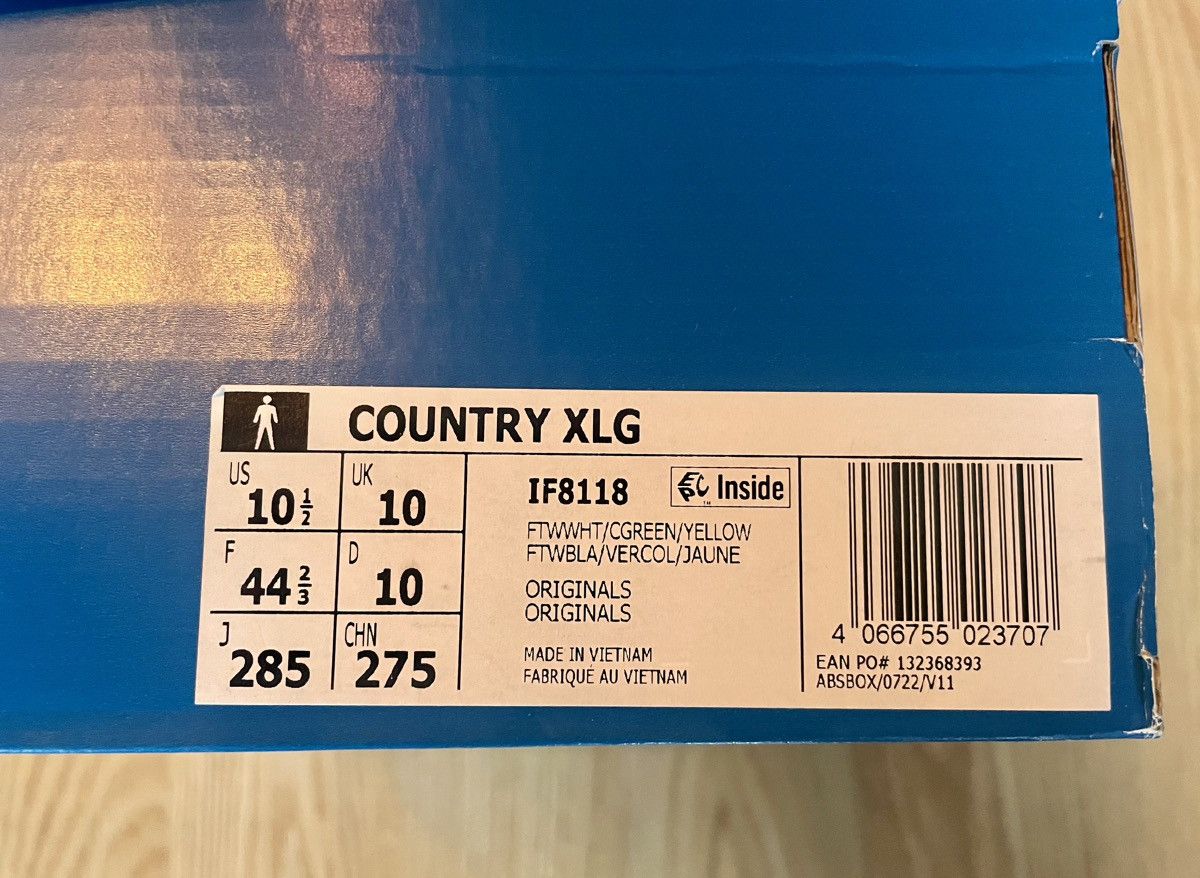 COUNTRY XLG
US 10 1/2
UK 10
F 44 2/3
D 10
J 285
CHN 275
IF8118
Inside
FTWWHT/CGREEN/YELLOW
FTWBLA/VERCOL/JAUNE
ORIGINALS
ORIGINALS
MADE IN VIETNAM
FABRIQUÉ AU VIETNAM
4 066755 023707
EAN PO# 132368393
ABSBOX/0722/V11